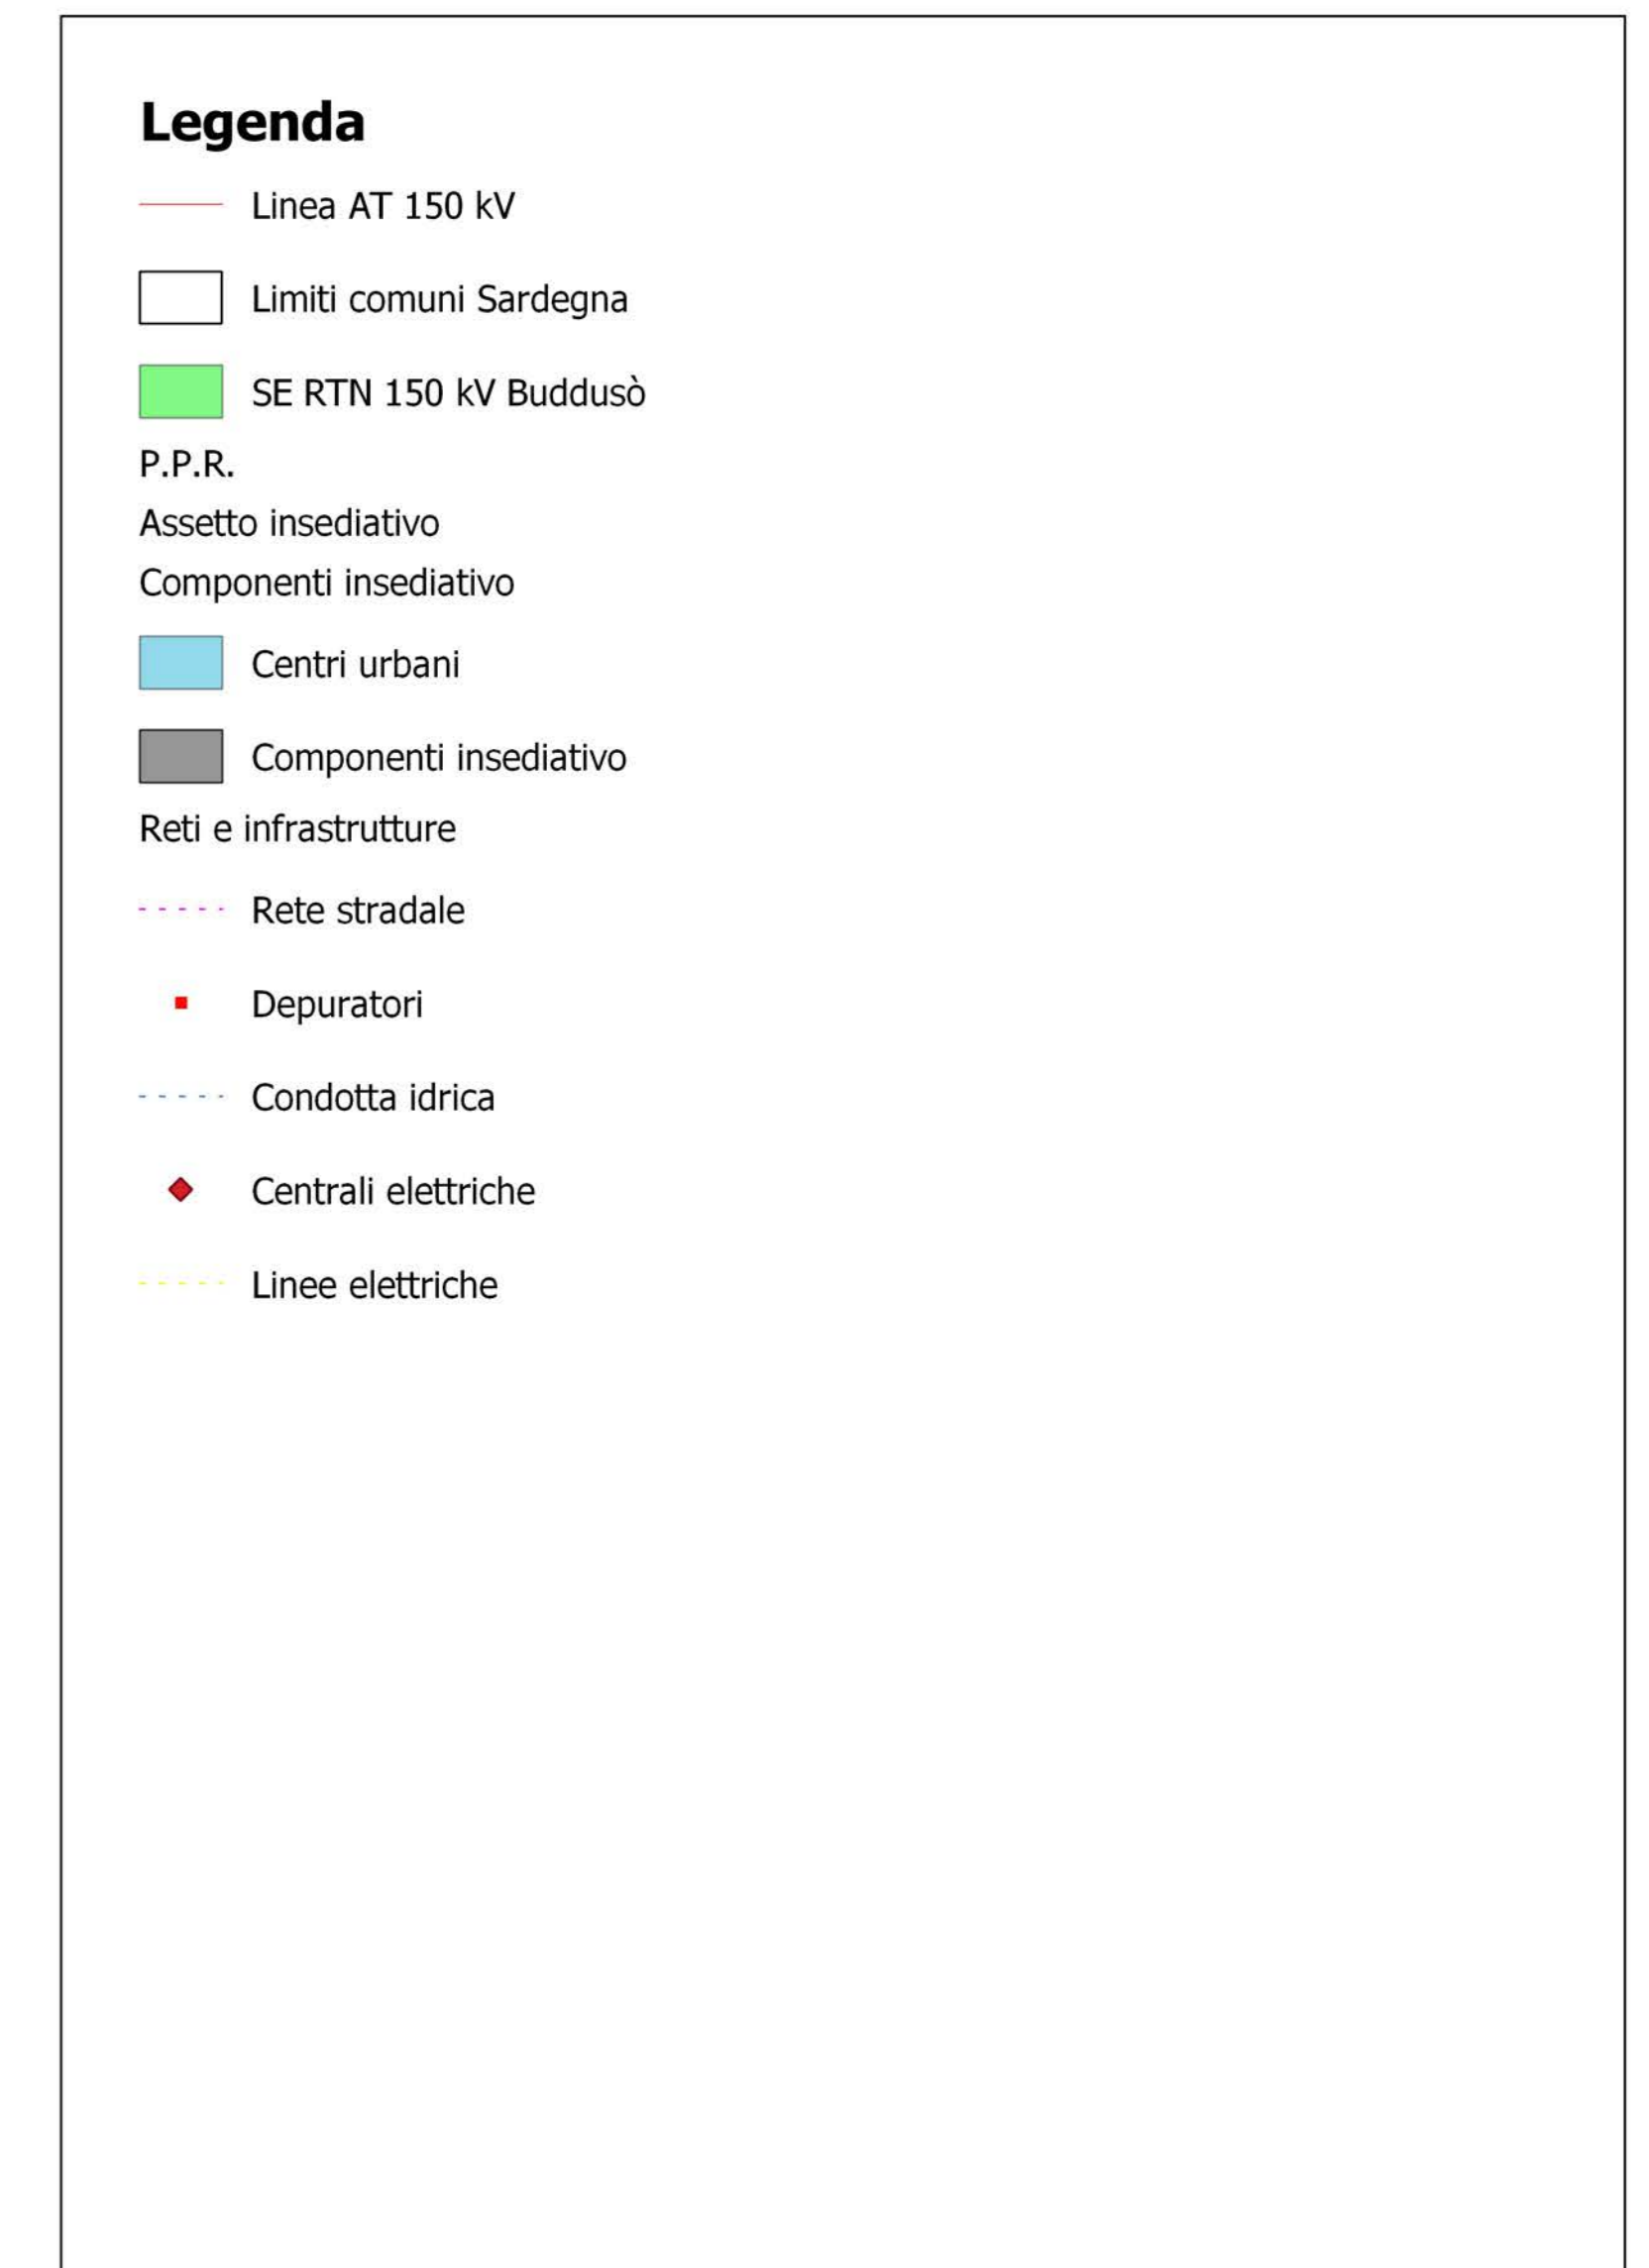 Legenda
Linea AT 150 kV
Limiti comuni Sardegna
SE RTN 150 kV Buddusò
P.P.R.
Assetto insediativo
Componenti insediativo
Centri urbani
Componenti insediativo
Reti e infrastrutture
Rete stradale
Depuratori
Condotta idrica
Centrali elettriche
Linee elettriche